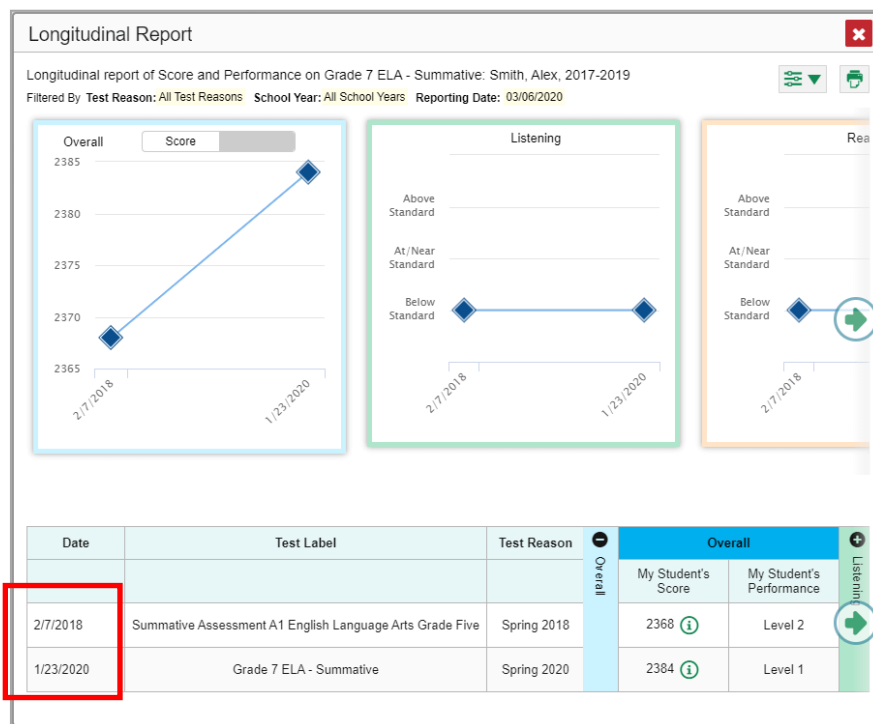 Longitudinal Report
Longitudinal report of Score and Performance on Grade 7 ELA - Summative: Smith, Alex, 2017-2019
Filtered By Test Reason: All Test Reasons School Year: All School Years Reporting Date: 03/06/2020
Overall Score
2385
2380
2375
2370
2365
2/7/2018
1/23/2020
Listening
Above
Standard
At/Near
Standard
Below
Standard
2/7/2018
1/23/2020
Rea
Above
Standard
At/Near
Standard
Below
Standard
2/7/2018
Date Test Label Test Reason Overall Overall Listening
My Student's
Score
My Student's
Performance
2/7/2018 Summative Assessment A1 English Language Arts Grade Five Spring 2018 2368 Level 2
1/23/2020 Grade 7 ELA - Summative Spring 2020 2384 Level 1